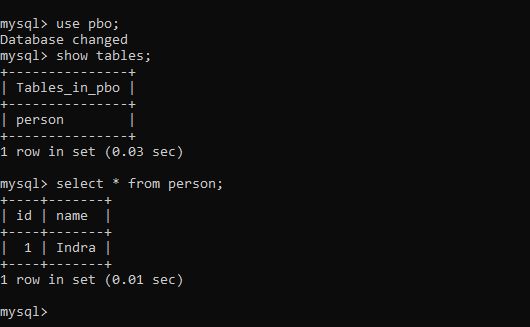 mysql> use pbo;
Database changed
mysql> show tables;
+---------------+
| Tables_in_pbo |
+---------------+
| person        |
+---------------+
1 row in set (0.03 sec)

mysql> select * from person;
+----+-------+
| id | name  |
+----+-------+
|  1 | Indra |
+----+-------+
1 row in set (0.01 sec)

mysql>